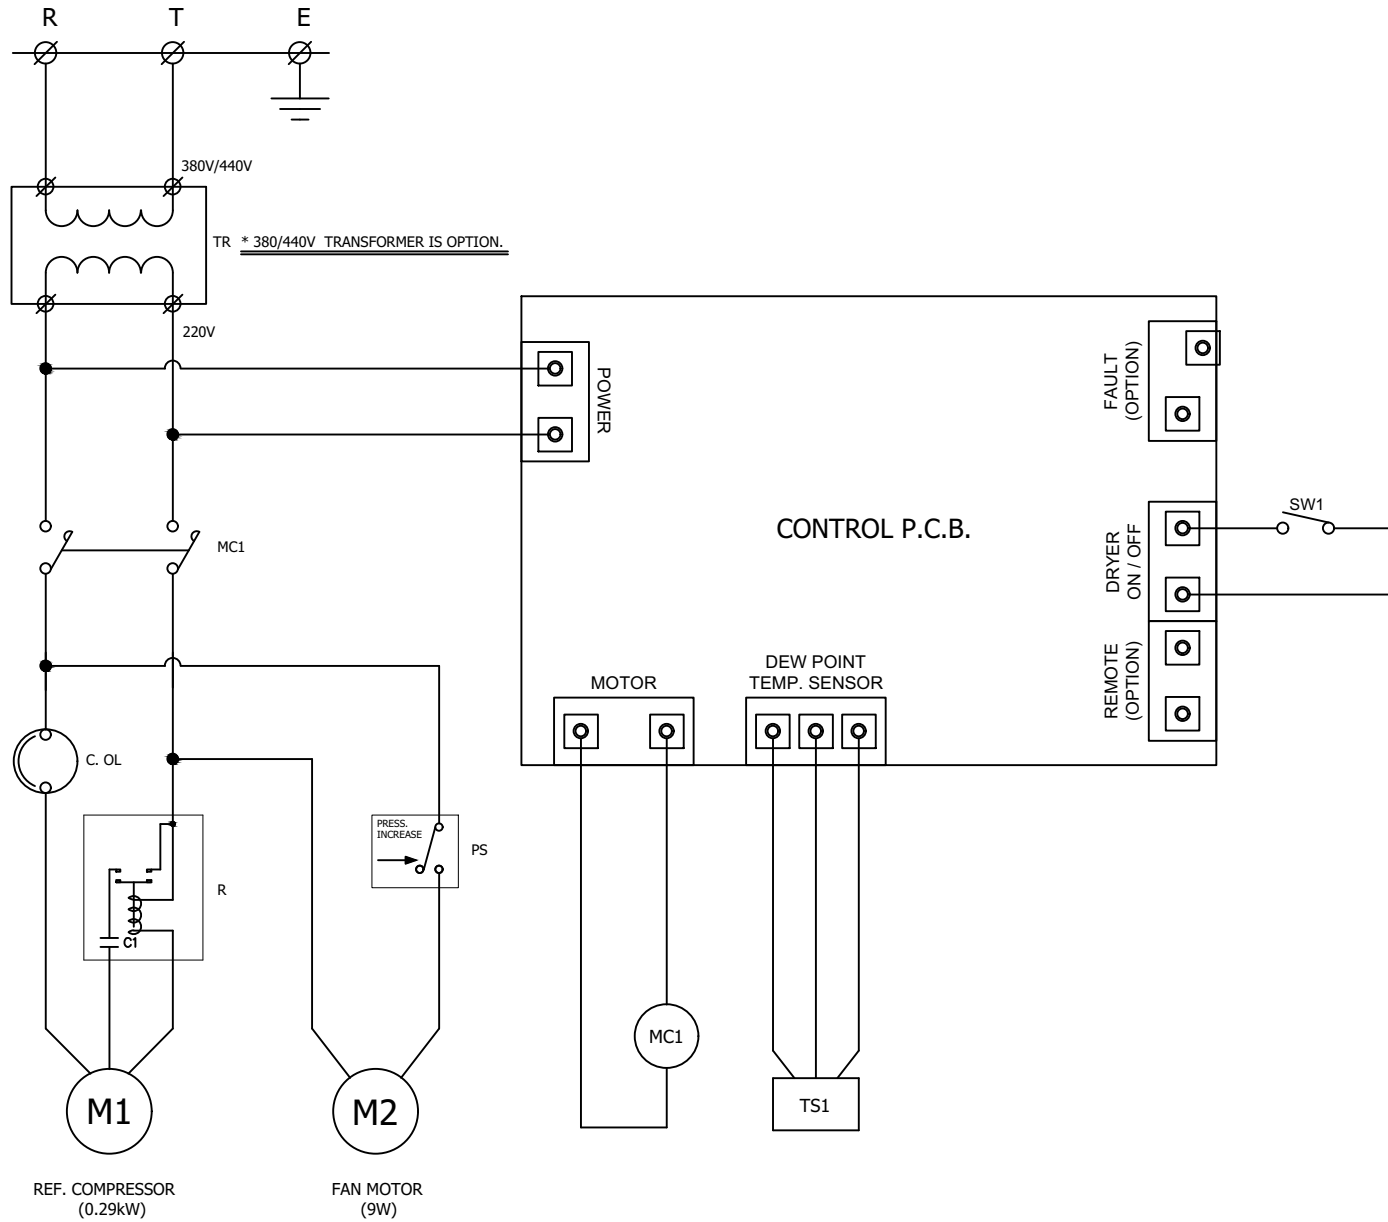 R T E
380V/440V
TR * 380/440V TRANSFORMER IS OPTION.
220V
POWER
FAULT
(OPTION)
CONTROL P.C.B.
SW1
DRYER
ON / OFF
MC1
REMOTE
(OPTION)
MOTOR
DEW POINT
TEMP. SENSOR
C. OL
PRESS.
INCREASE
PS
R
C1
MC1
TS1
M1
M2
REF. COMPRESSOR
(0.29kW)
FAN MOTOR
(9W)